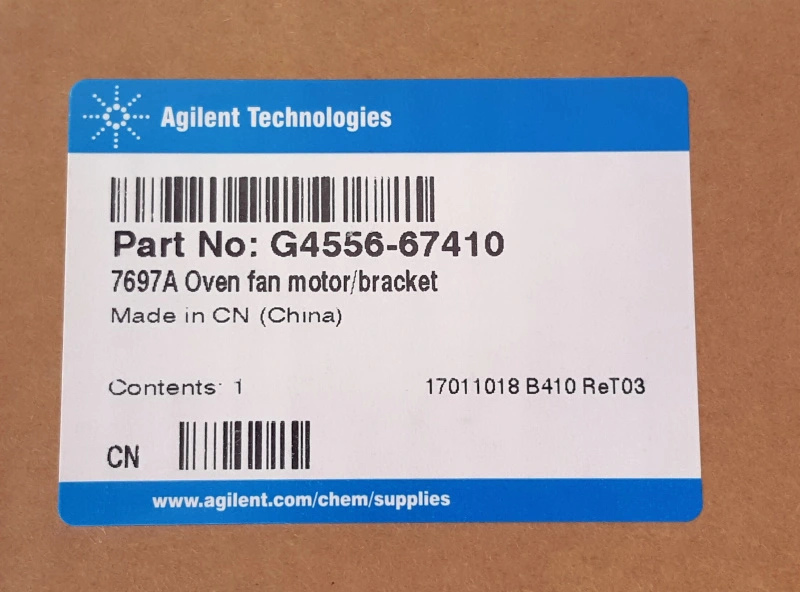 Agilent Technologies
Part No: G4556-67410
7697A Oven fan motor/bracket
Made in CN (China)
Contents: 1
17011018 B410 ReT03
CN
www.agilent.com/chem/supplies